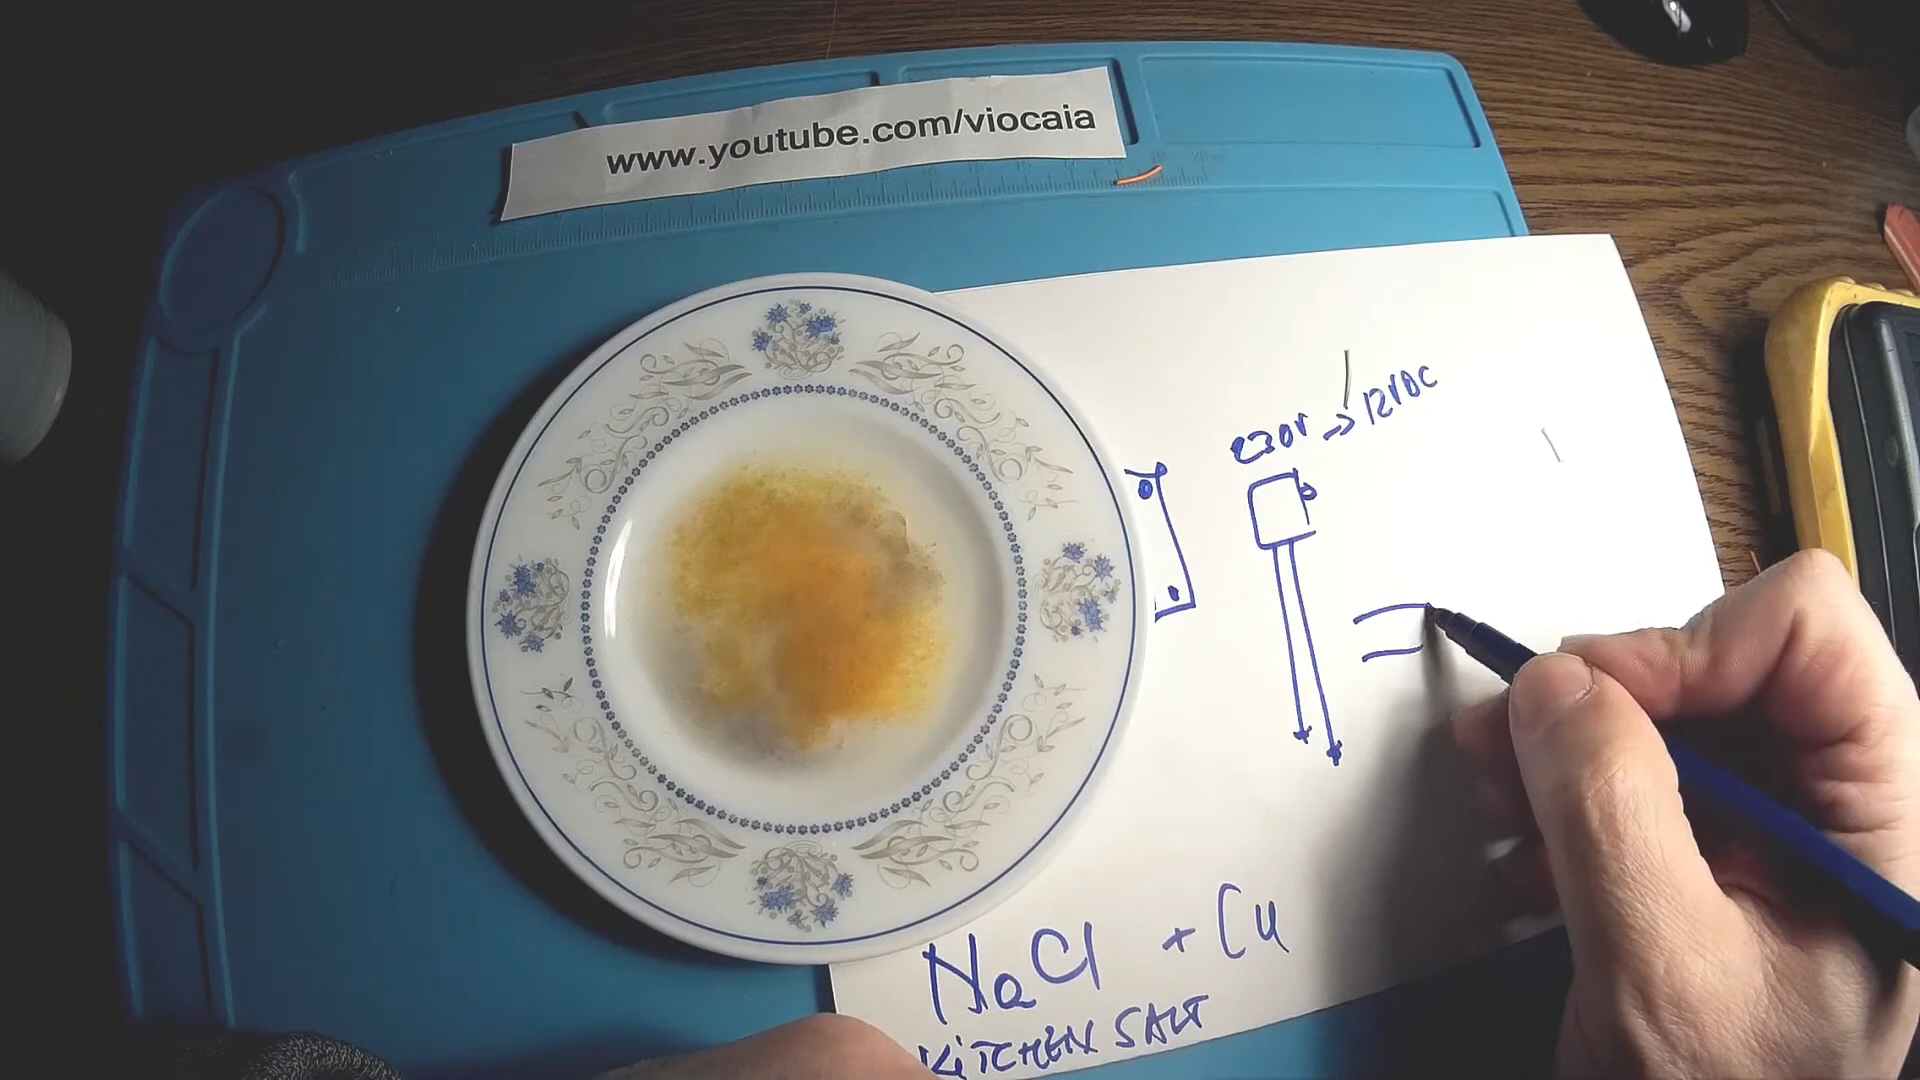 www.youtube.com/viocaia
230V → 12VDC
NaCl + Cu
KITCHEN SALT